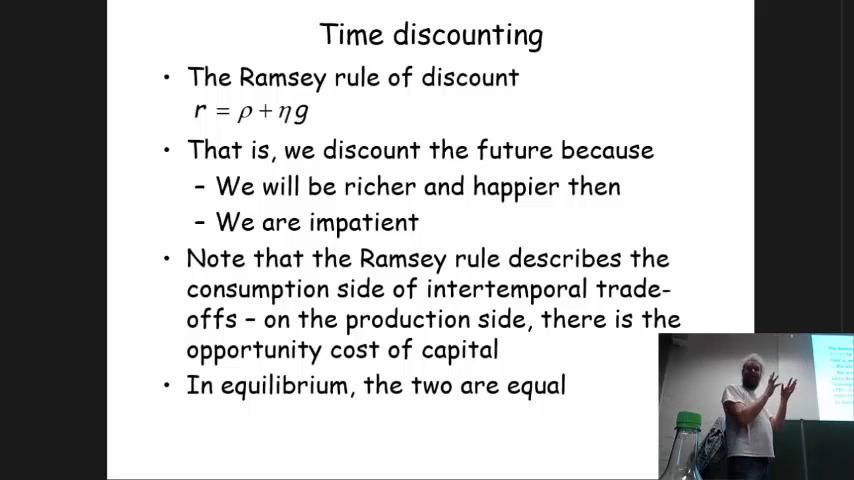 Time discounting
• The Ramsey rule of discount
r = ρ + ηg
• That is, we discount the future because
– We will be richer and happier then
– We are impatient
• Note that the Ramsey rule describes the
consumption side of intertemporal trade-
offs – on the production side, there is the
opportunity cost of capital
• In equilibrium, the two are equal